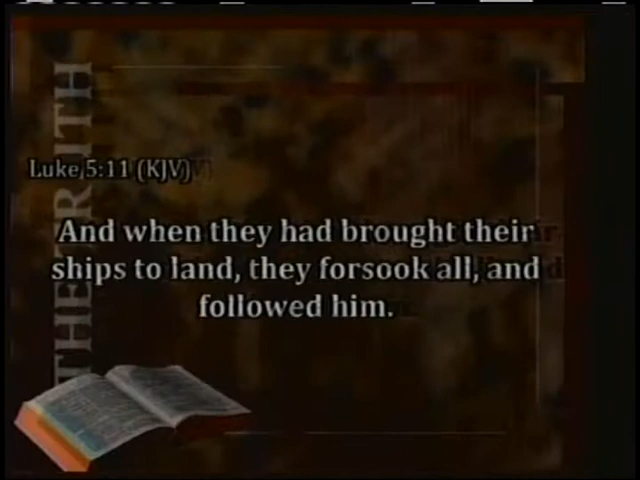 Luke 5:11 (KJV)
And when they had brought their
ships to land, they forsook all, and
followed him.